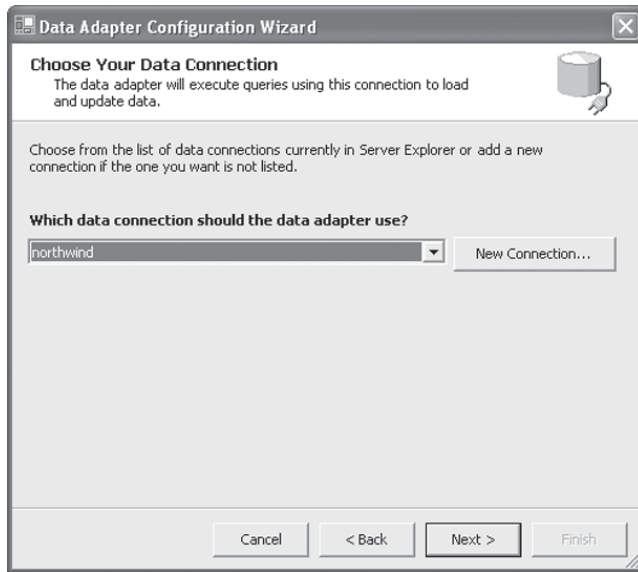 Data Adapter Configuration Wizard
Choose Your Data Connection
The data adapter will execute queries using this connection to load
and update data.
Choose from the list of data connections currently in Server Explorer or add a new
connection if the one you want is not listed.
Which data connection should the data adapter use?
northwind
New Connection...
Cancel
< Back
Next >
Finish